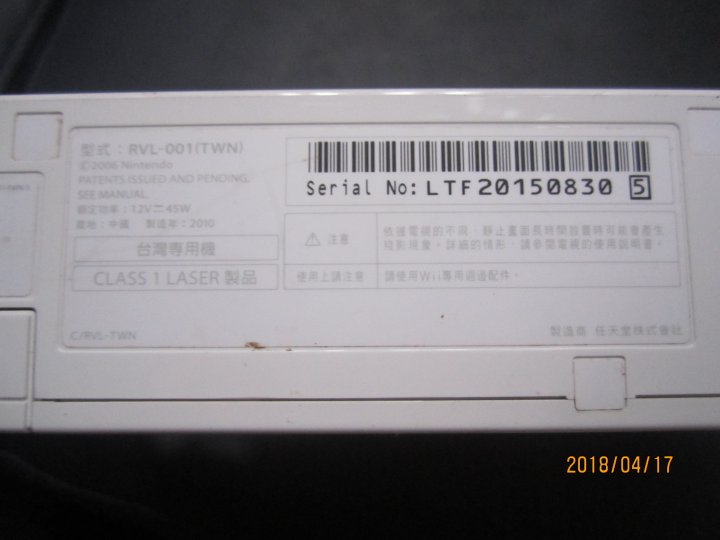 型式：RVL-001(TWN)
©2006 Nintendo
PATENTS ISSUED AND PENDING.
SEE MANUAL.
額定功率：12V⎓45W
產地：中國 製造年：2010
台灣専用機
CLASS 1 LASER 製品
C/RVL-TWN
Serial No: LTF20150830 5
⚠ 注意
依據電視的不同，靜止畫面長時間放置時可能會產生
殘影現象。詳細的情形，請參閱電視的使用說明書。
使用上請注意 請使用Wii專用週邊配件。
製造商 任天堂株式會社
2018/04/17